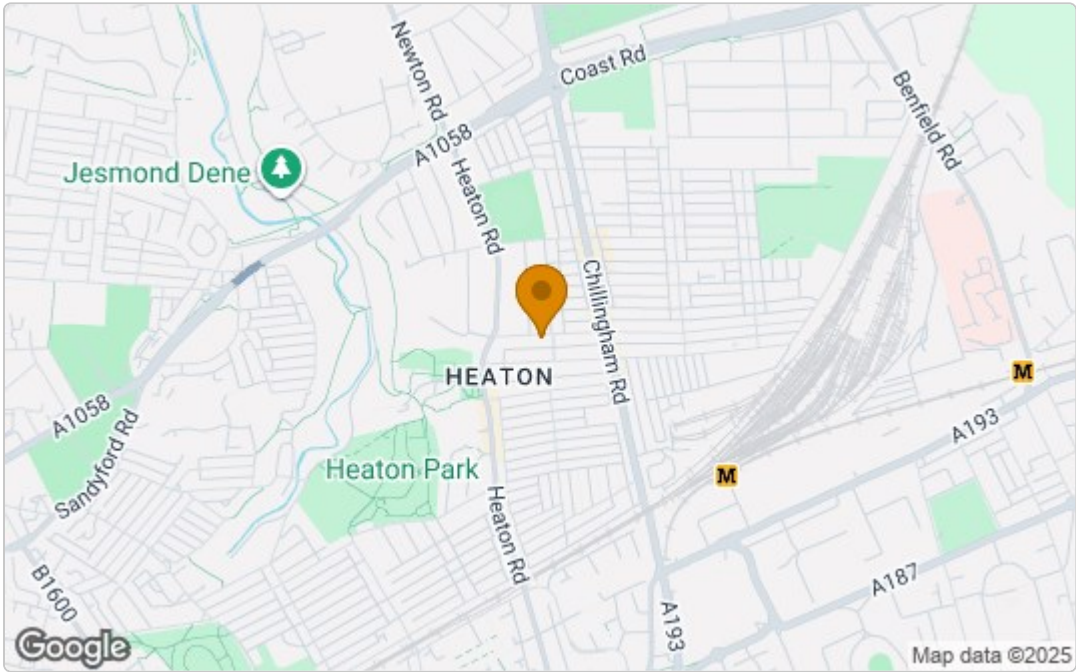 Newton Rd
Coast Rd
Benfield Rd
A1058
Jesmond Dene
Heaton Rd
Chillingham Rd
HEATON
M
A1058
A193
Sandyford Rd
Heaton Park
M
Heaton Rd
A187
B1600
A193
Google
Map data ©2025